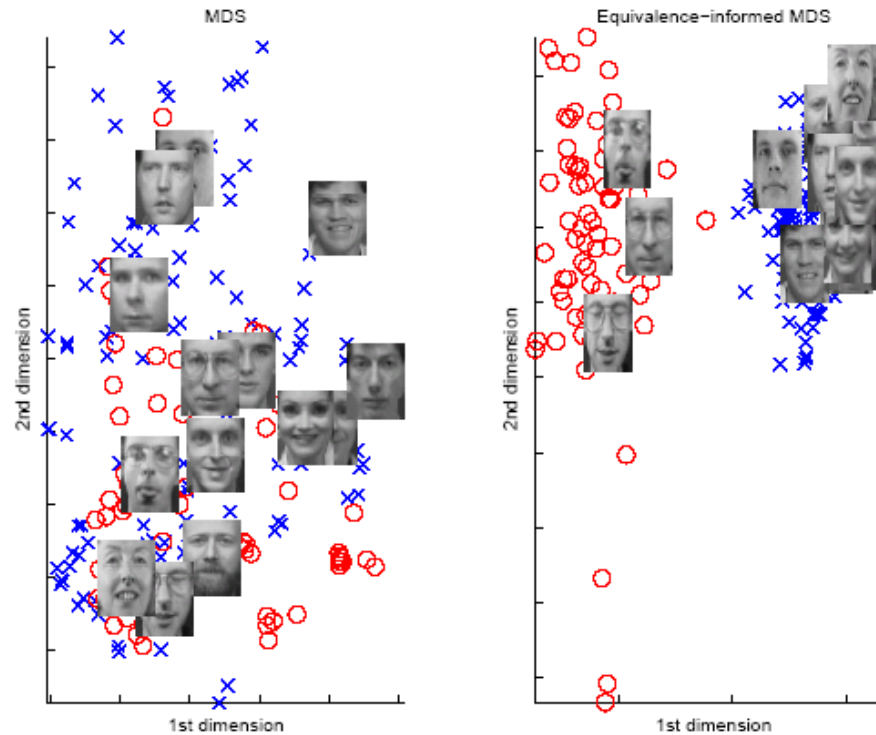 MDS
2nd dimension
1st dimension
Equivalence-informed MDS
2nd dimension
1st dimension